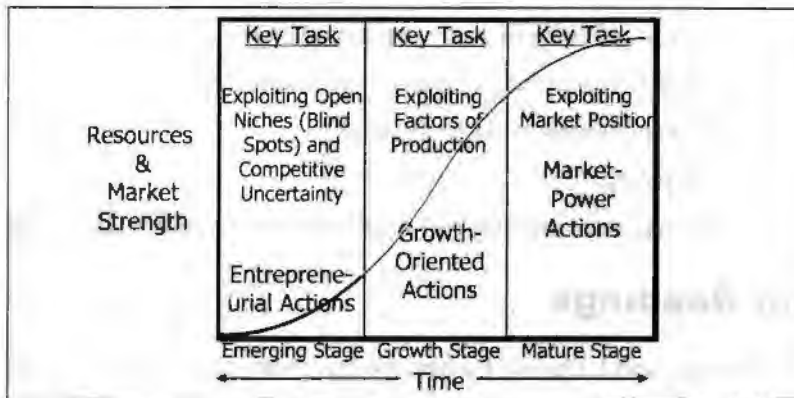 Key Task
Exploiting Open
Niches (Blind
Spots) and
Competitive
Uncertainty
Entreprene-
urial Actions
Key Task
Exploiting
Factors of
Production
Growth-
Oriented
Actions
Key Task
Exploiting
Market Position
Market-
Power
Actions
Resources
&
Market
Strength
Emerging Stage
Growth Stage
Mature Stage
Time